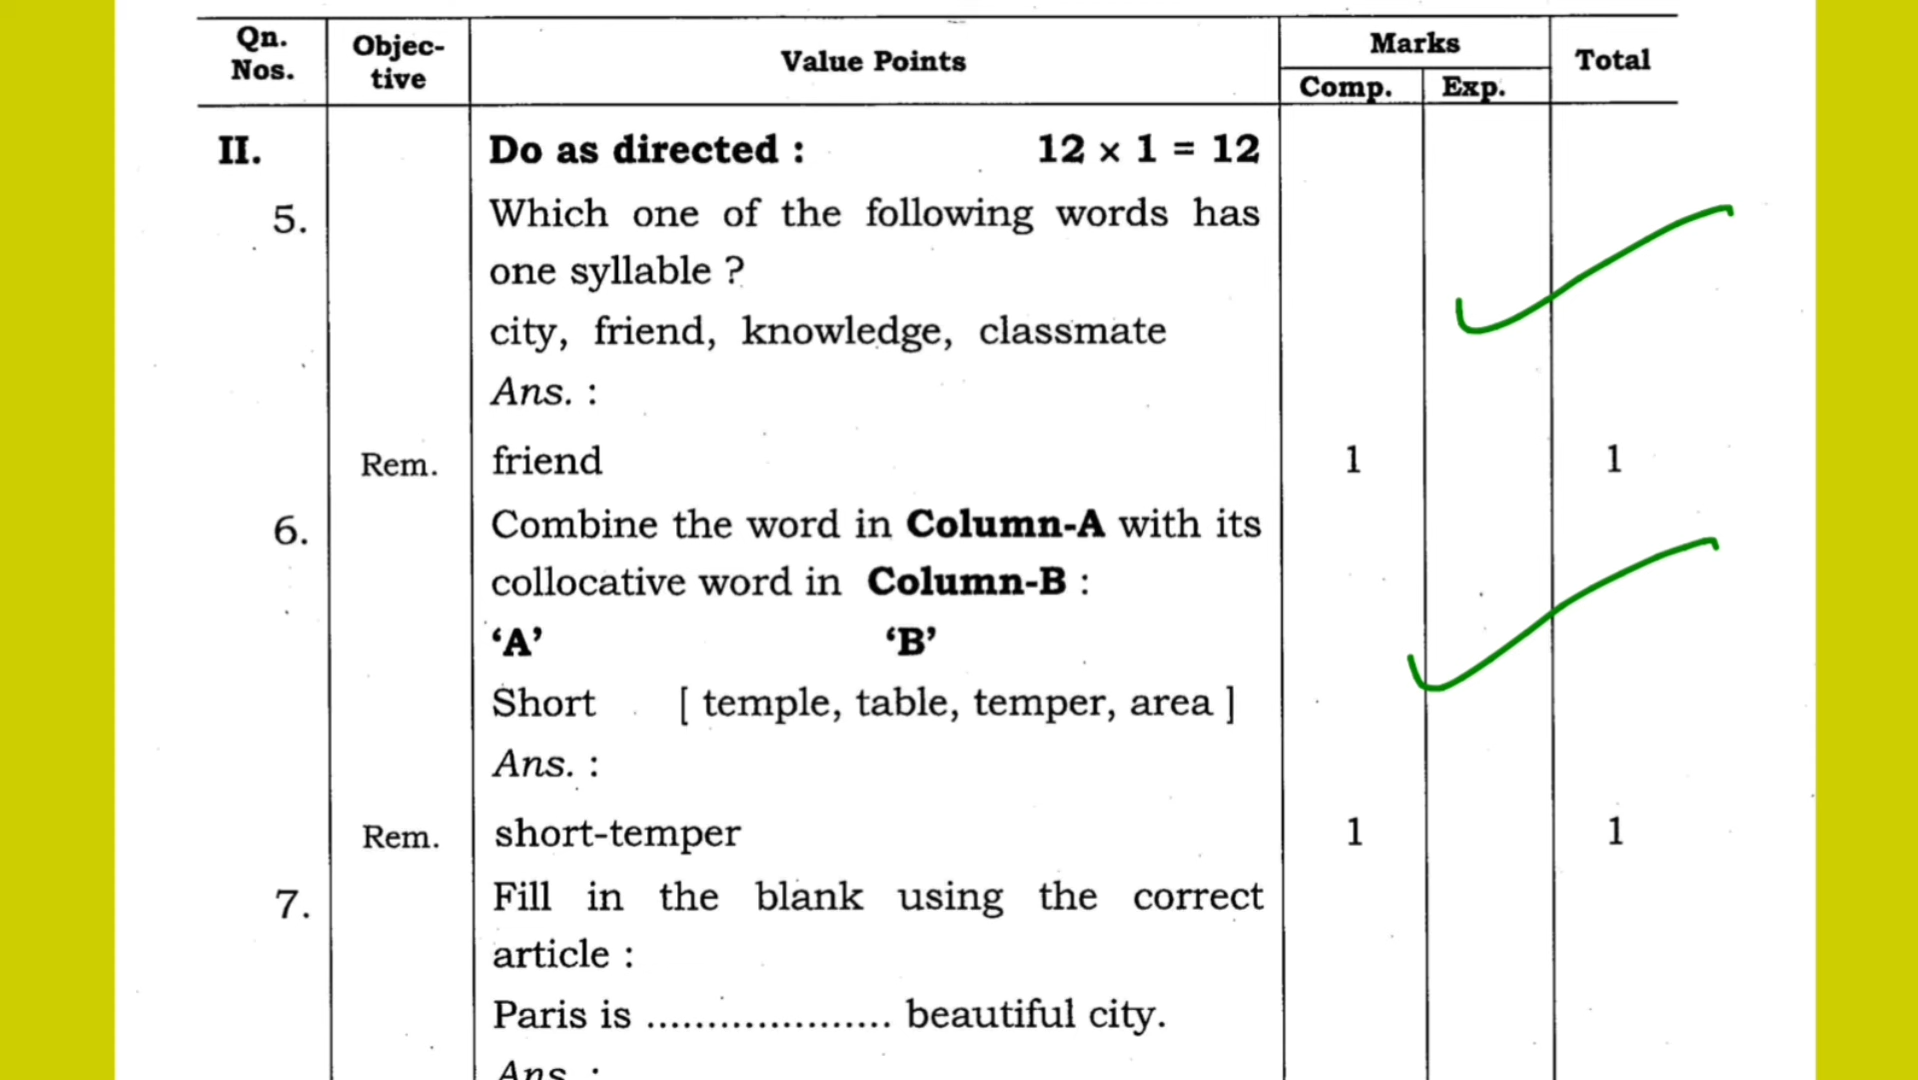 Qn. Nos. Objec-tive Value Points Marks Total
Comp. Exp.
II. Do as directed : 12 × 1 = 12
5. Which one of the following words has
one syllable ?
city, friend, knowledge, classmate
Ans. :
Rem. friend 1 1
6. Combine the word in Column-A with its
collocative word in Column-B :
‘A’ ‘B’
Short [ temple, table, temper, area ]
Ans. :
Rem. short-temper 1 1
7. Fill in the blank using the correct
article :
Paris is .................... beautiful city.
Ans. :